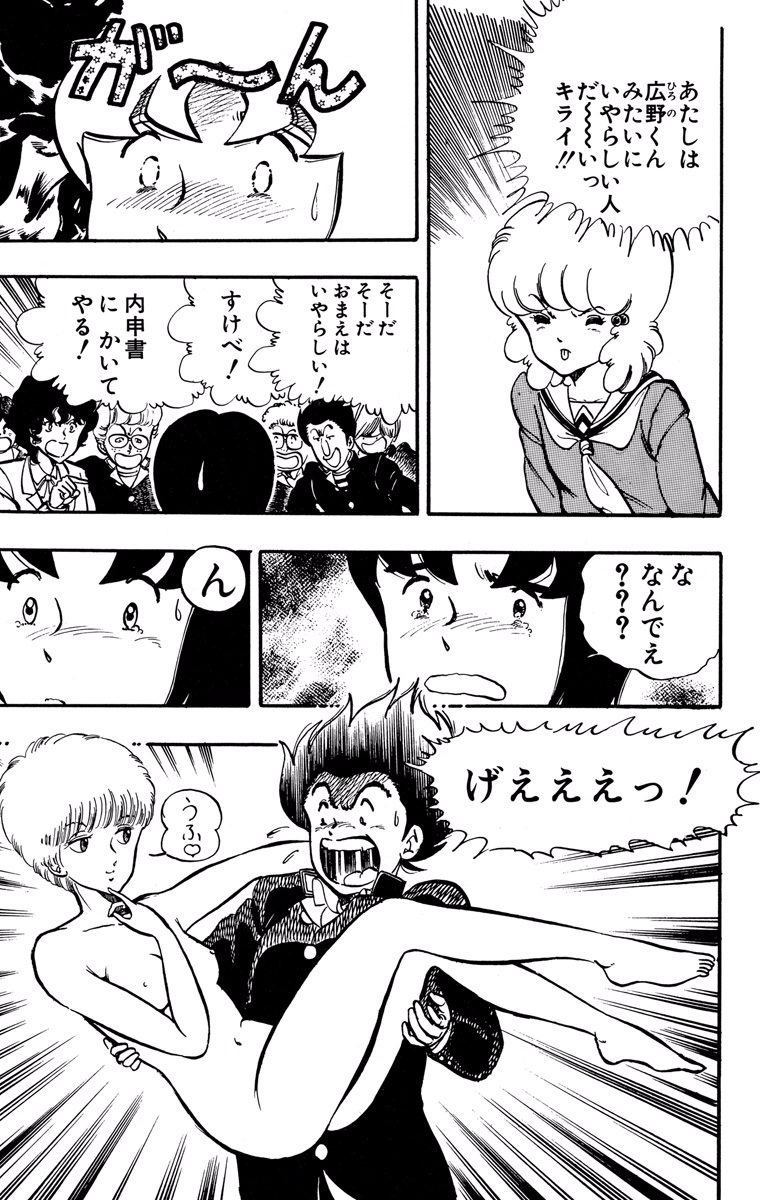 あたしは
広野くん
ひろの
みたいに
いやらしい人
だ～～いっ
キライ!!
が～ん
そーだ
そーだ
おまえは
いやらしい！
すけべ！
内申書
に かいて
やる！
な
なんでえ
？？？
ん
げえええっ！
うふ♡